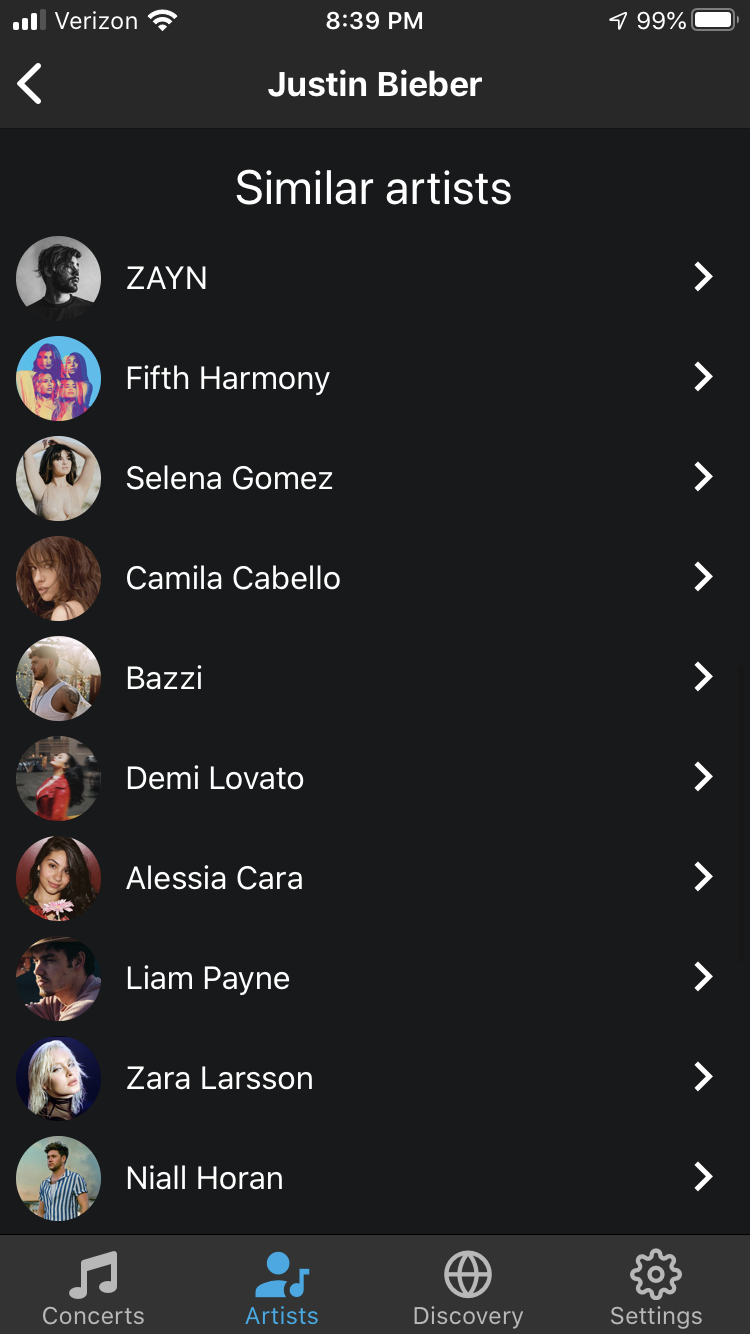 Verizon 8:39 PM 99%
Justin Bieber
Similar artists
ZAYN
Fifth Harmony
Selena Gomez
Camila Cabello
Bazzi
Demi Lovato
Alessia Cara
Liam Payne
Zara Larsson
Niall Horan
Concerts Artists Discovery Settings